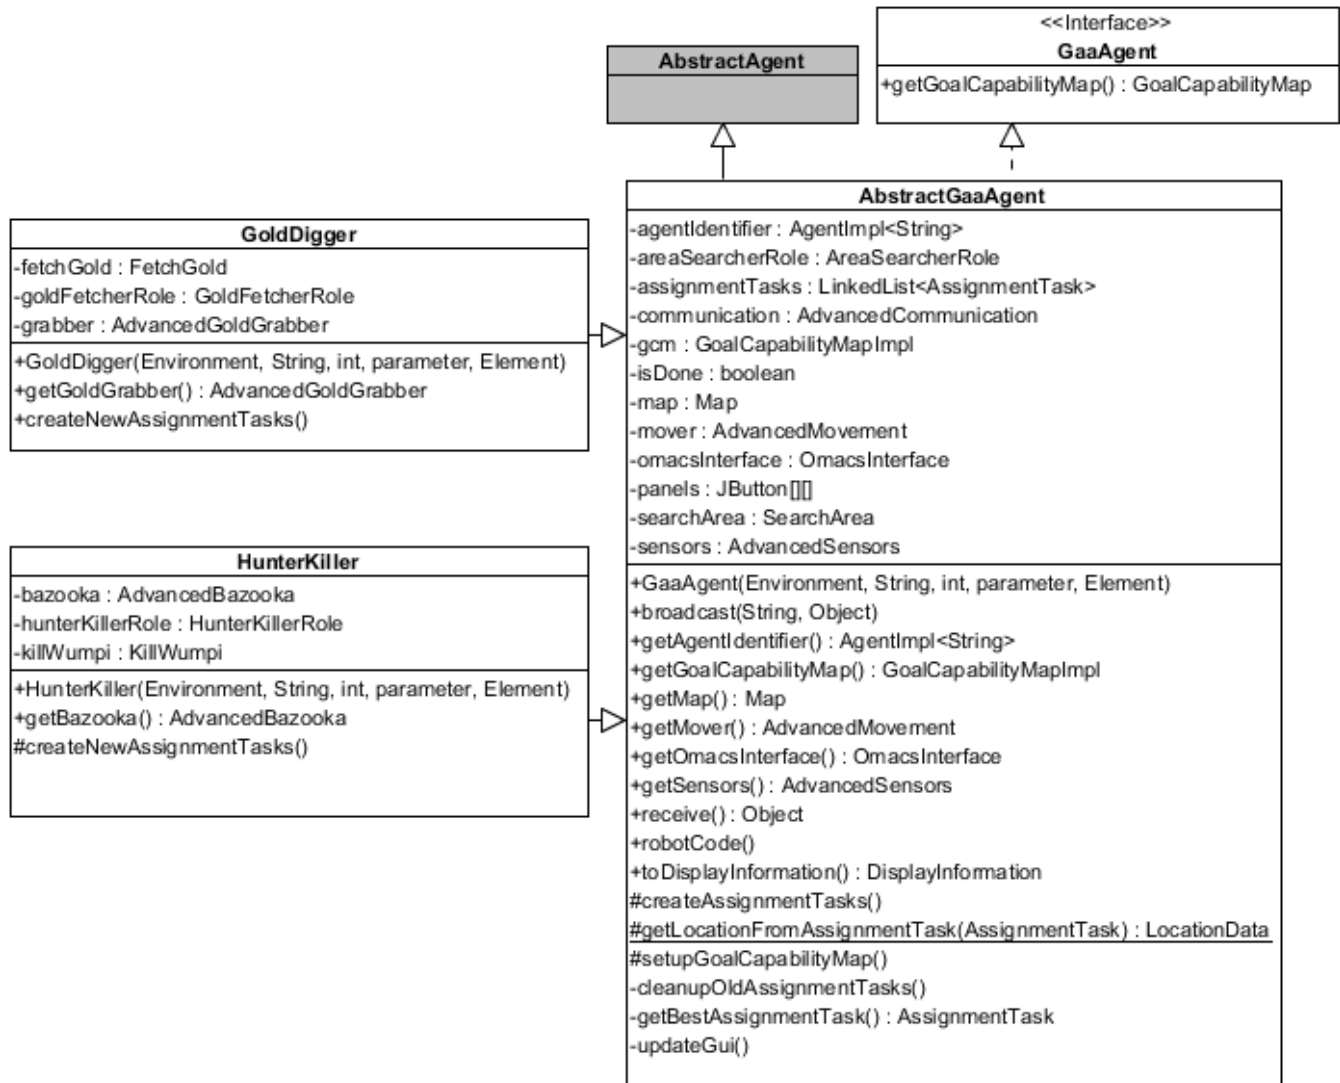 <<Interface>>
GaaAgent
+getGoalCapabilityMap() : GoalCapabilityMap
AbstractAgent
AbstractGaaAgent
-agentIdentifier : AgentImpl<String>
-areaSearcherRole : AreaSearcherRole
-assignmentTasks : LinkedList<AssignmentTask>
-communication : AdvancedCommunication
-gcm : GoalCapabilityMapImpl
-isDone : boolean
-map : Map
-mover : AdvancedMovement
-omacsInterface : OmacsInterface
-panels : JButton[][]
-searchArea : SearchArea
-sensors : AdvancedSensors
+GaaAgent(Environment, String, int, parameter, Element)
+broadcast(String, Object)
+getAgentIdentifier() : AgentImpl<String>
+getGoalCapabilityMap() : GoalCapabilityMapImpl
+getMap() : Map
+getMover() : AdvancedMovement
+getOmacsInterface() : OmacsInterface
+getSensors() : AdvancedSensors
+receive() : Object
+robotCode()
+toDisplayInformation() : DisplayInformation
#createAssignmentTasks()
#getLocationFromAssignmentTask(AssignmentTask) : LocationData
#setupGoalCapabilityMap()
-cleanupOldAssignmentTasks()
-getBestAssignmentTask() : AssignmentTask
-updateGui()
GoldDigger
-fetchGold : FetchGold
-goldFetcherRole : GoldFetcherRole
-grabber : AdvancedGoldGrabber
+GoldDigger(Environment, String, int, parameter, Element)
+getGoldGrabber() : AdvancedGoldGrabber
+createNewAssignmentTasks()
HunterKiller
-bazooka : AdvancedBazooka
-hunterKillerRole : HunterKillerRole
-killWumpi : KillWumpi
+HunterKiller(Environment, String, int, parameter, Element)
+getBazooka() : AdvancedBazooka
#createNewAssignmentTasks()